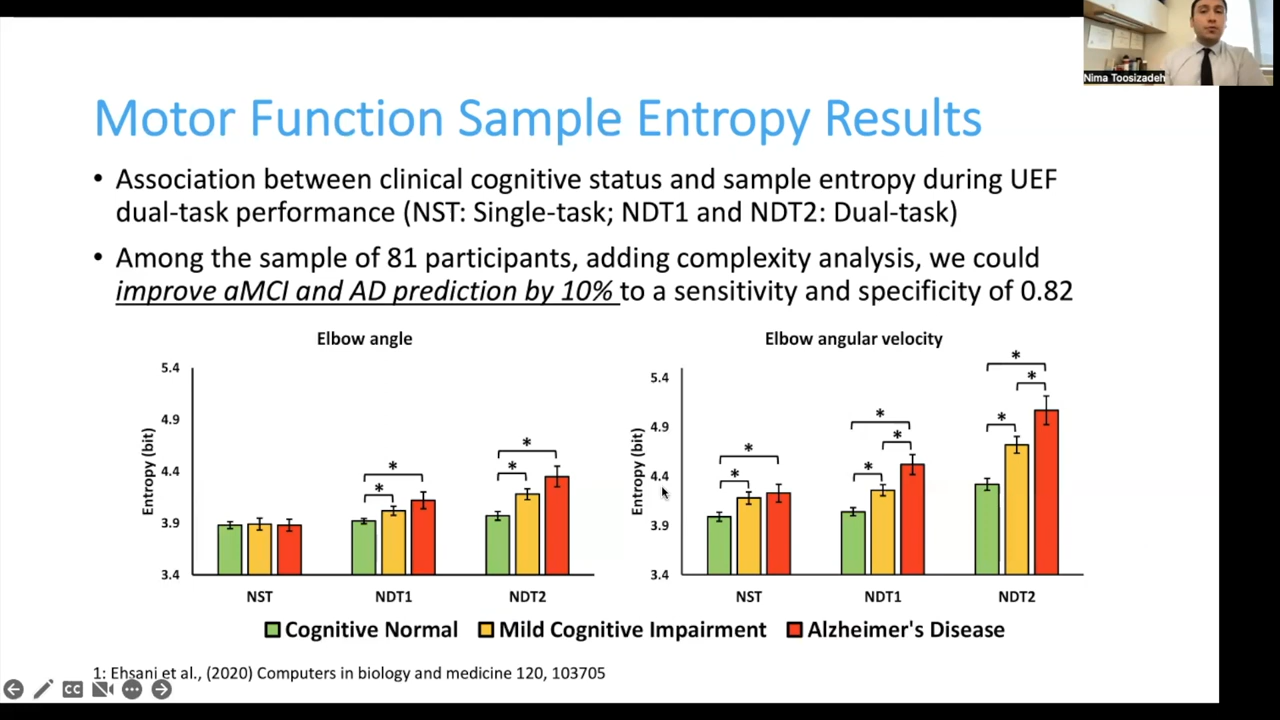 Nima Toosizadeh
Motor Function Sample Entropy Results
• Association between clinical cognitive status and sample entropy during UEF
dual-task performance (NST: Single-task; NDT1 and NDT2: Dual-task)
• Among the sample of 81 participants, adding complexity analysis, we could
improve aMCI and AD prediction by 10% to a sensitivity and specificity of 0.82
Elbow angle
5.4
4.9
4.4
3.9
3.4
Entropy (bit)
* * * *
NST NDT1 NDT2
Elbow angular velocity
5.4
4.9
4.4
3.9
3.4
Entropy (bit)
* * * * * * * *
NST NDT1 NDT2
Cognitive Normal Mild Cognitive Impairment Alzheimer's Disease
1: Ehsani et al., (2020) Computers in biology and medicine 120, 103705
CC